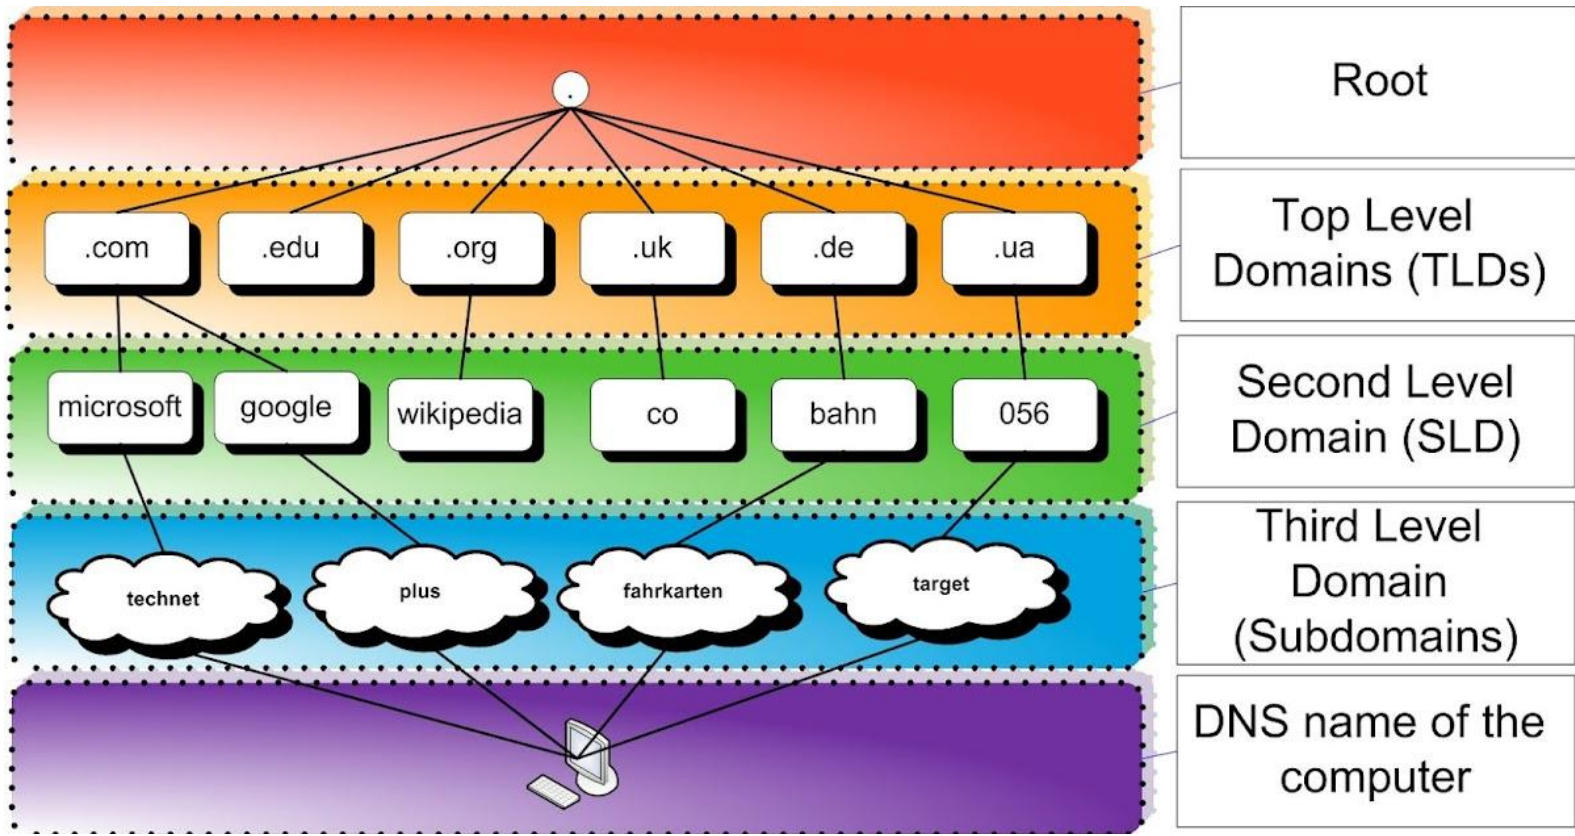 .
Root
.com .edu .org .uk .de .ua
Top Level
Domains (TLDs)
microsoft google wikipedia co bahn 056
Second Level
Domain (SLD)
technet plus fahrkarten target
Third Level
Domain
(Subdomains)
DNS name of the
computer